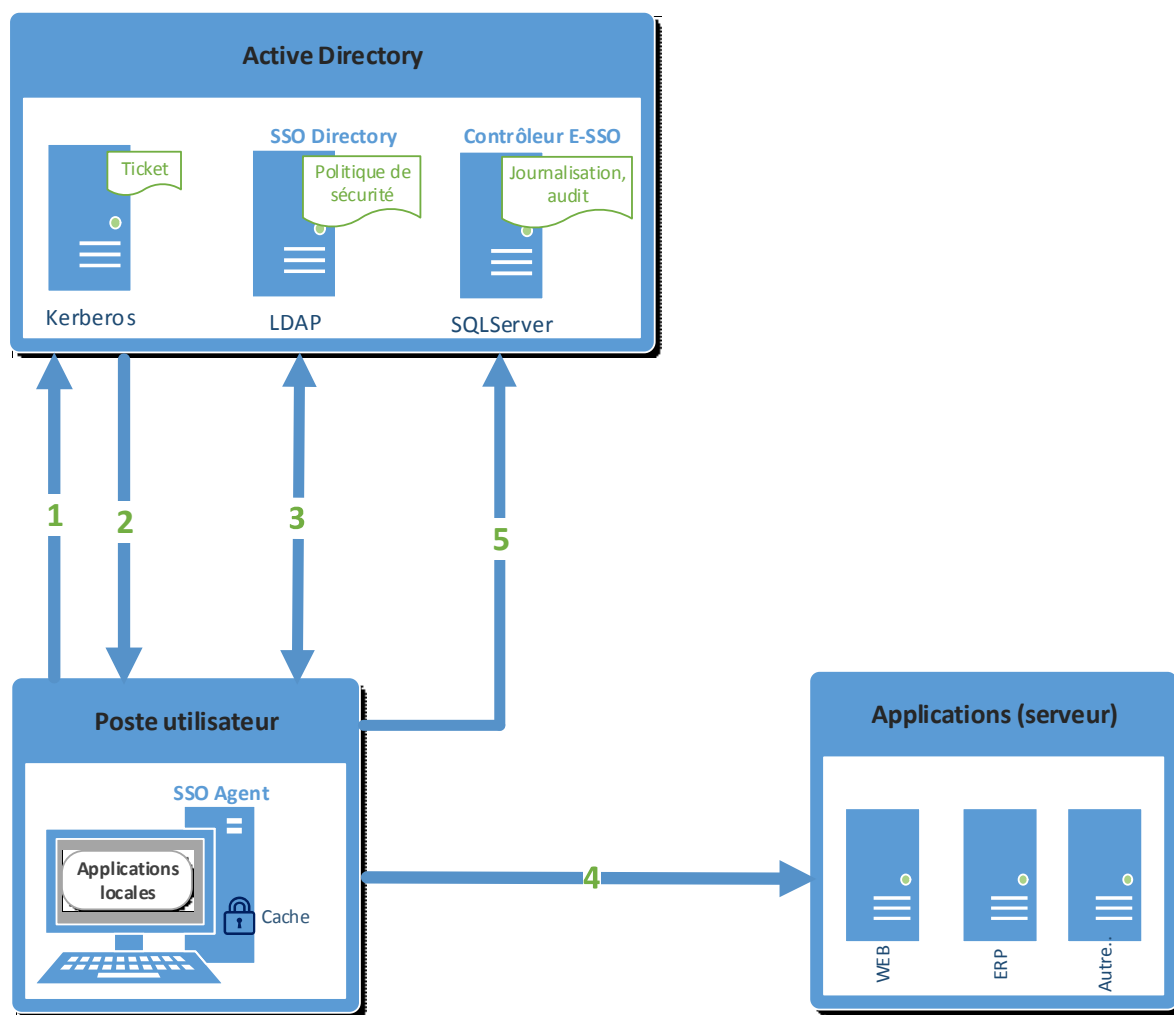 Active Directory
SSO Directory
Contrôleur E-SSO
Ticket
Politique de
sécurité
Journalisation,
audit
Kerberos
LDAP
SQLServer
1
2
3
5
Poste utilisateur
SSO Agent
Applications
locales
Cache
4
Applications (serveur)
WEB
ERP
Autre..